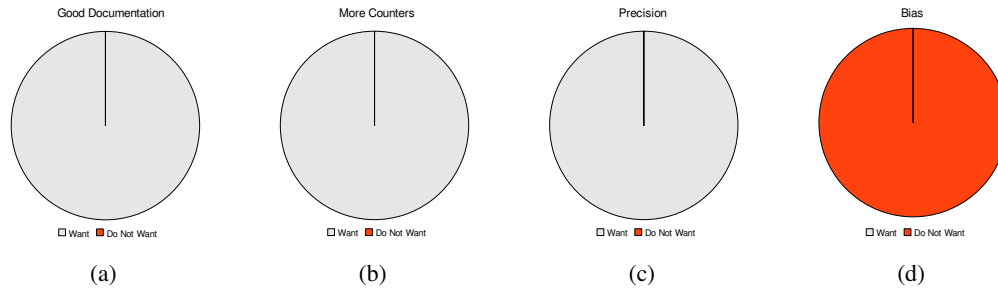 Good Documentation
More Counters
Precision
Bias
Want Do Not Want
Want Do Not Want
Want Do Not Want
Want Do Not Want
(a)
(b)
(c)
(d)